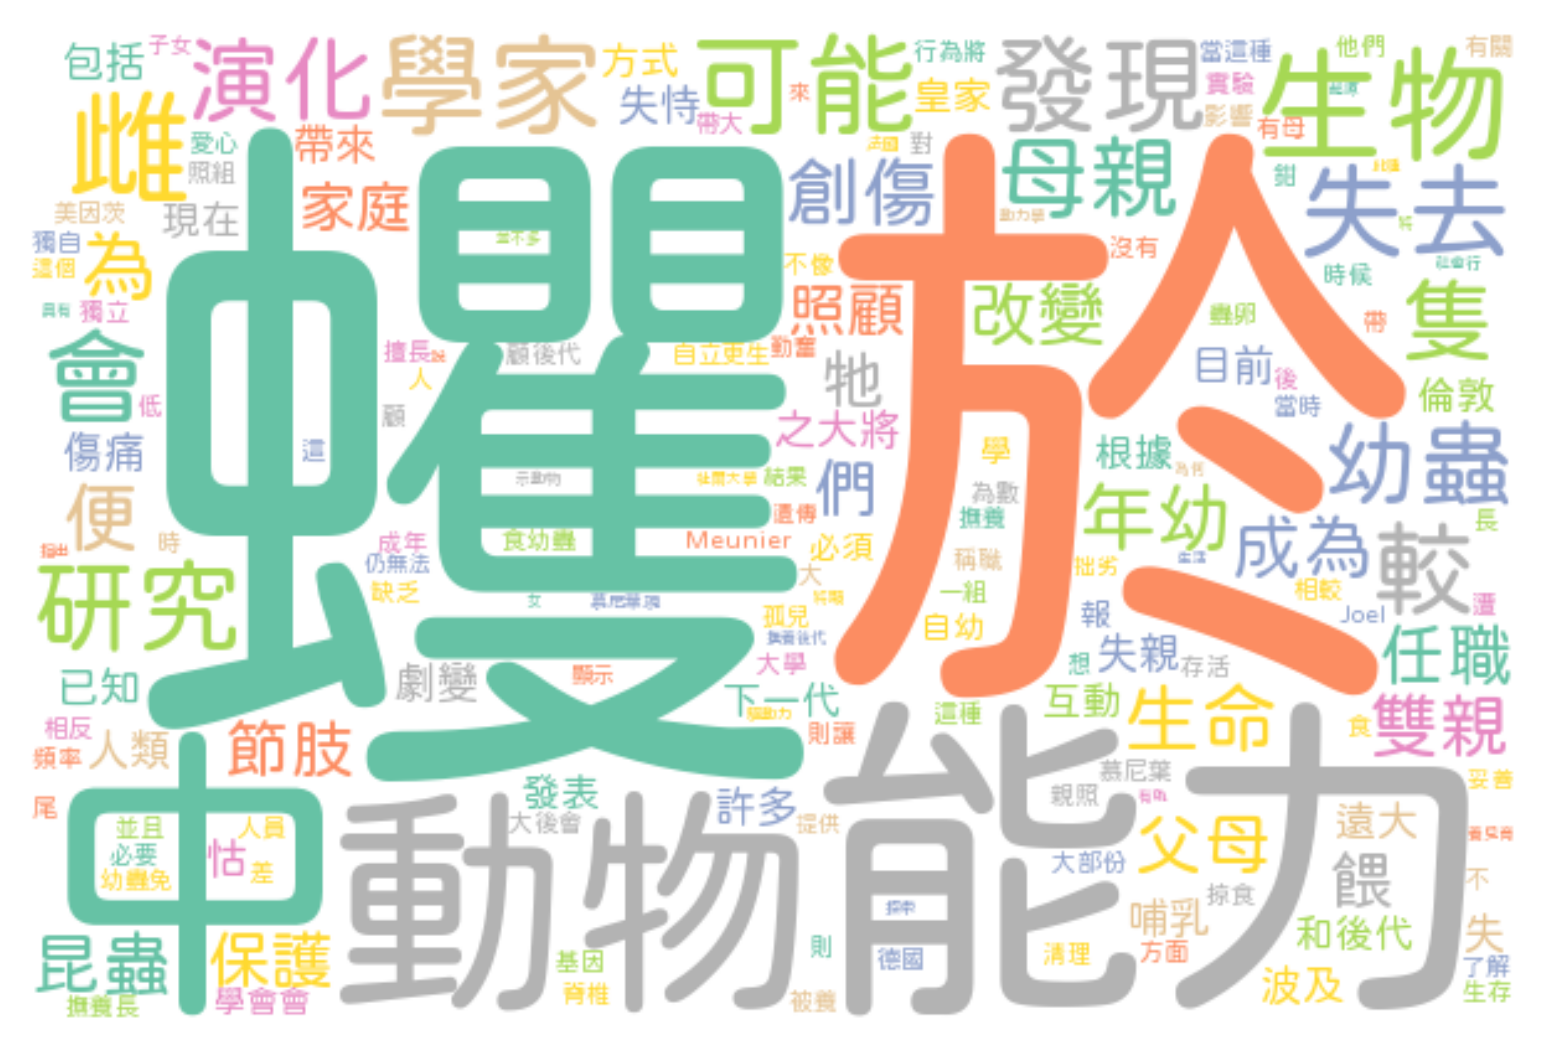 包括
子女
演化
學家
方式
可能
行為將
發現
當這種
他們
有關
雌
失恃
來
皇家
實驗
生物
愛心
帶來
帶大
影響
有母
照組
對
母親
鉗
失去
美因茨
現在
家庭
創傷
獨自
為
不像
沒有
時候
這個
獨立
照顧
改變
蟲卵
帶
隻
會
擅長
顧後代
自立更生
勤奮
牠
目前
後
人
低
顧
之大將
當時
倫敦
蠼
於
傷痛
這
結果
們
學
根據
幼蟲
便
為數
年幼
遺傳
撫養
長
時
成年
食幼蟲
Meunier
必須
成為
較
研究
仍無法
稱職
拙劣
缺乏
大
一組
相較
女
孤兒
自幼
報
Joel
已知
劇變
顯示
大學
失親
想
存活
任職
下一代
互動
生命
這種
雙親
相反
人類
節肢
則讓
食
頻率
發表
慕尼葉
妥善
尾
中
動物
能力
許多
親照
並且
人員
大後會
提供
父母
遠大
必要
怙
差
大部份
餵
幼蟲免
掠食
不
哺乳
昆蟲
保護
則
德國
清理
方面
和後代
失
基因
波及
了解
撫養長
學會會
脊椎
被養
生存